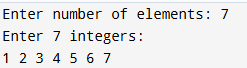 Enter number of elements: 7
Enter 7 integers:
1 2 3 4 5 6 7